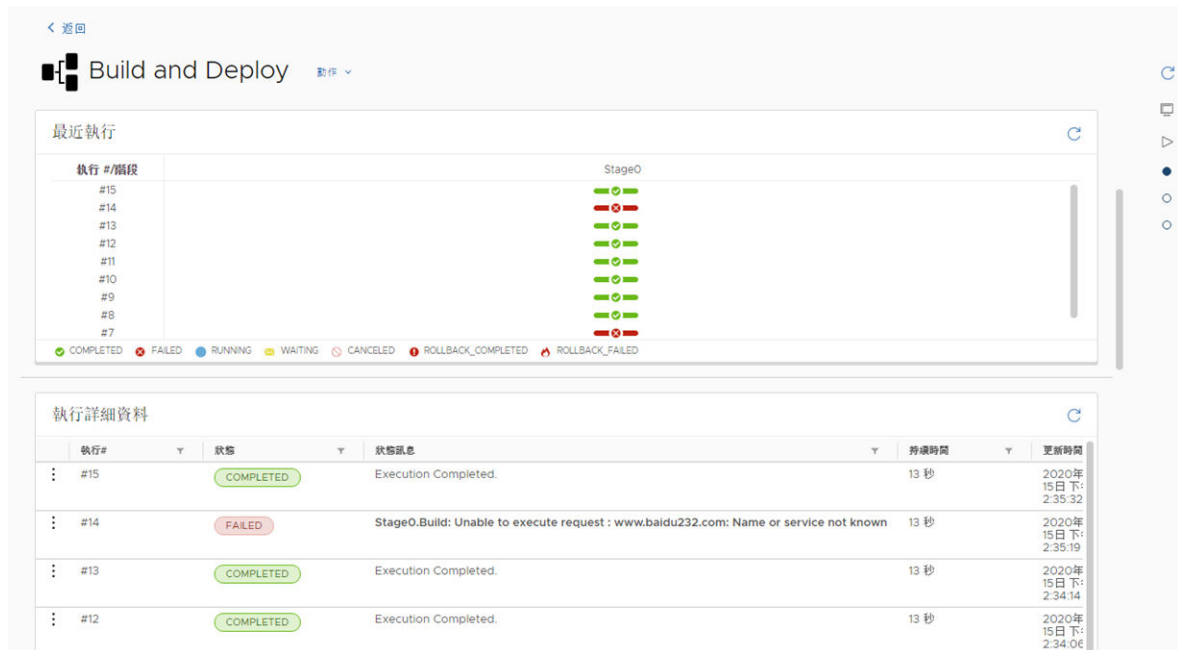 返回
Build and Deploy 動作
最近執行
執行 #/階段 Stage0
#15
#14
#13
#12
#11
#10
#9
#8
#7
COMPLETED FAILED RUNNING WAITING CANCELED ROLLBACK_COMPLETED ROLLBACK_FAILED
執行詳細資料
執行# 狀態 狀態訊息 持續時間 更新時間
#15 COMPLETED Execution Completed. 13 秒 2020年
15日 下
2:35:32
#14 FAILED Stage0.Build: Unable to execute request : www.baidu232.com: Name or service not known 13 秒 2020年
15日 下
2:35:19
#13 COMPLETED Execution Completed. 13 秒 2020年
15日 下
2:34:14
#12 COMPLETED Execution Completed. 13 秒 2020年
15日 下
2:34:06